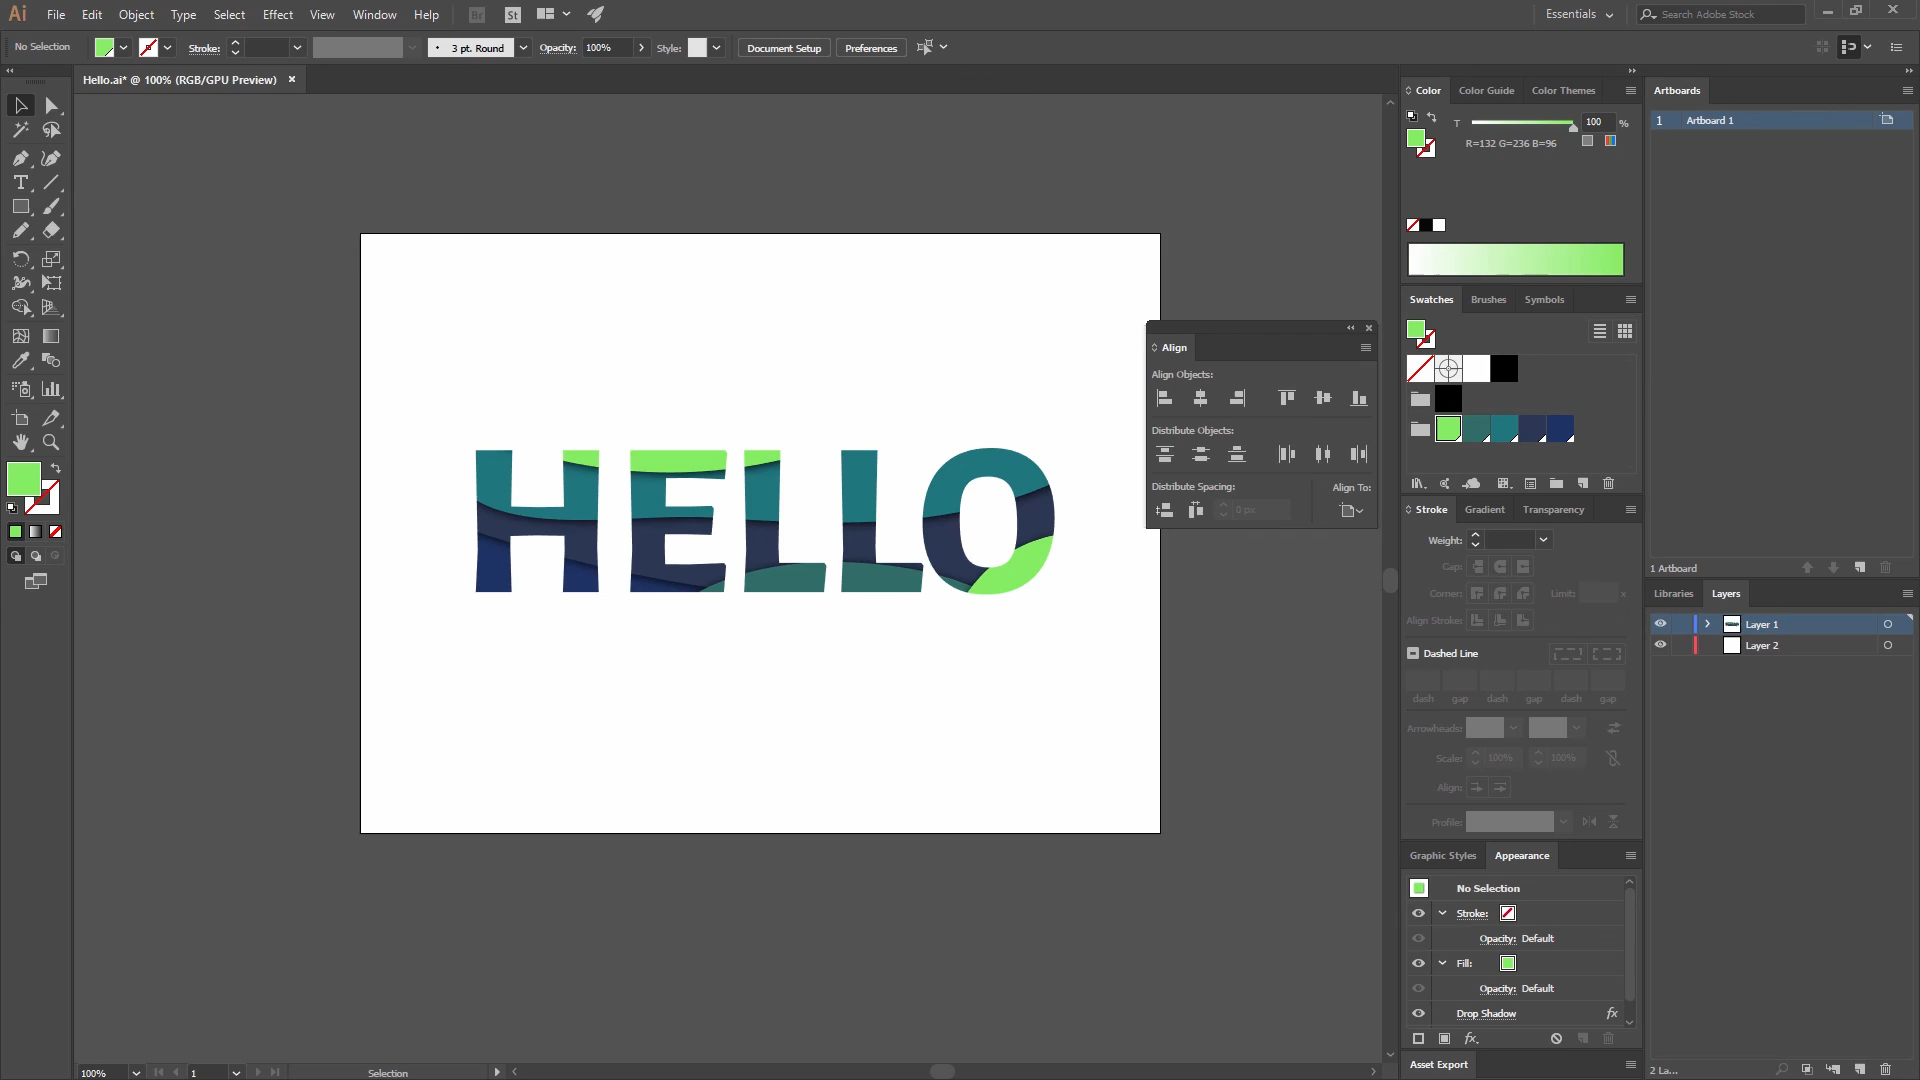 Ai File Edit Object Type Select Effect View Window Help Br St Essentials Search Adobe Stock
No Selection Stroke: 3 pt. Round Opacity: 100% Style: Document Setup Preferences
Hello.ai* @ 100% (RGB/GPU Preview)
HELLO
Align
Align Objects:
Distribute Objects:
Distribute Spacing: Align To:
0 px
Color Color Guide Color Themes
T 100 %
R=132 G=236 B=96
Swatches Brushes Symbols
Stroke Gradient Transparency
Weight:
Cap:
Corner: Limit: x
Align Stroke:
Dashed Line
dash gap dash gap dash gap
Arrowheads:
Scale: 100% 100%
Align:
Profile:
Graphic Styles Appearance
No Selection
Stroke:
Opacity: Default
Fill:
Opacity: Default
Drop Shadow fx
fx
Asset Export
Artboards
1 Artboard 1
1 Artboard
Libraries Layers
Layer 1
Layer 2
2 La...
100% 1 Selection